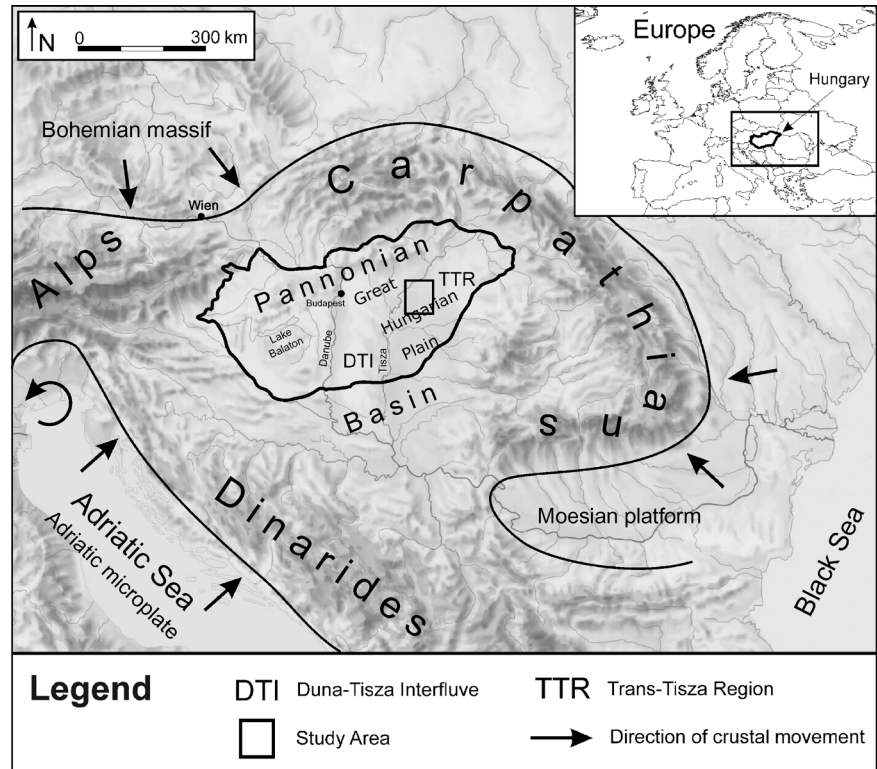 N
0 300 km
Europe
Hungary
Bohemian massif
Wien
Carpathians
Alps
Pannonian
Budapest
Great
TTR
Hungarian
Lake
Balaton
Danube
DTI
Tisza
Plain
Basin
Dinarides
Adriatic Sea
Adriatic microplate
Moesian platform
Black Sea
Legend
DTI Duna-Tisza Interfluve
TTR Trans-Tisza Region
Study Area
Direction of crustal movement